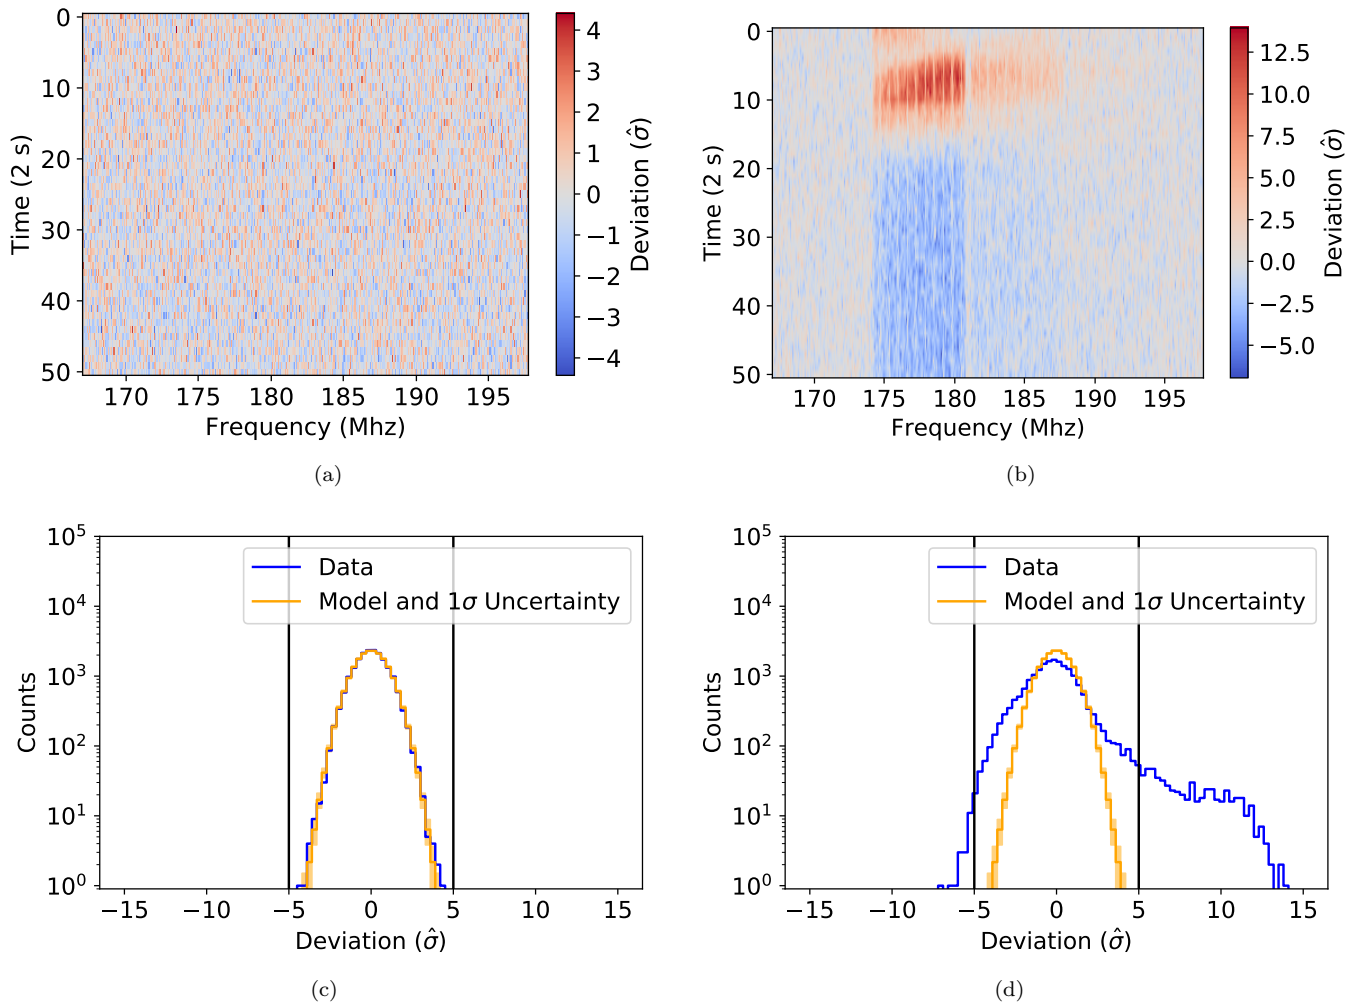 0
10
20
30
40
50
Time (2 s)
170 175 180 185 190 195
Frequency (Mhz)
4
3
2
1
0
−1
−2
−3
−4
Deviation (σ̂)
(a)
0
10
20
30
40
50
Time (2 s)
170 175 180 185 190 195
Frequency (Mhz)
12.5
10.0
7.5
5.0
2.5
0.0
−2.5
−5.0
Deviation (σ̂)
(b)
10⁵
10⁴
10³
10²
10¹
10⁰
Counts
Data
Model and 1σ Uncertainty
−15 −10 −5 0 5 10 15
Deviation (σ̂)
(c)
10⁵
10⁴
10³
10²
10¹
10⁰
Counts
Data
Model and 1σ Uncertainty
−15 −10 −5 0 5 10 15
Deviation (σ̂)
(d)